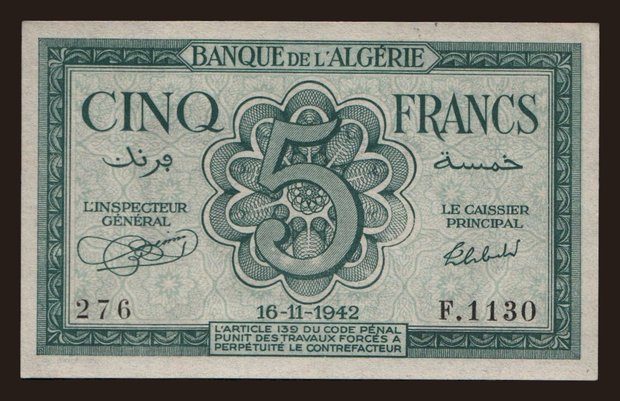 BANQUE DE L'ALGÉRIE
CINQ 5 FRANCS
خمسة فرنك
L'INSPECTEUR
GÉNÉRAL
LE CAISSIER
PRINCIPAL
276
16-11-1942
F.1130
L'ARTICLE 139 DU CODE PÉNAL
PUNIT DES TRAVAUX FORCÉS À
PERPÉTUITÉ LE CONTREFACTEUR